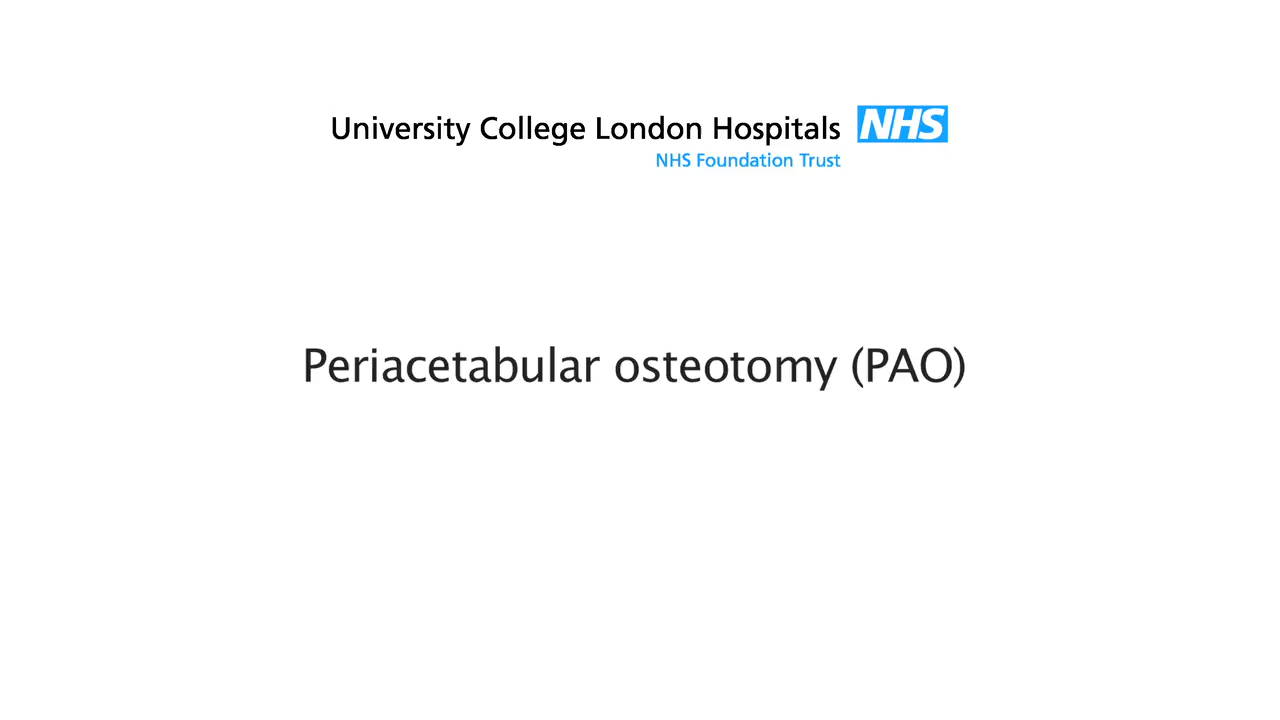 University College London Hospitals NHS
NHS Foundation Trust
Periacetabular osteotomy (PAO)